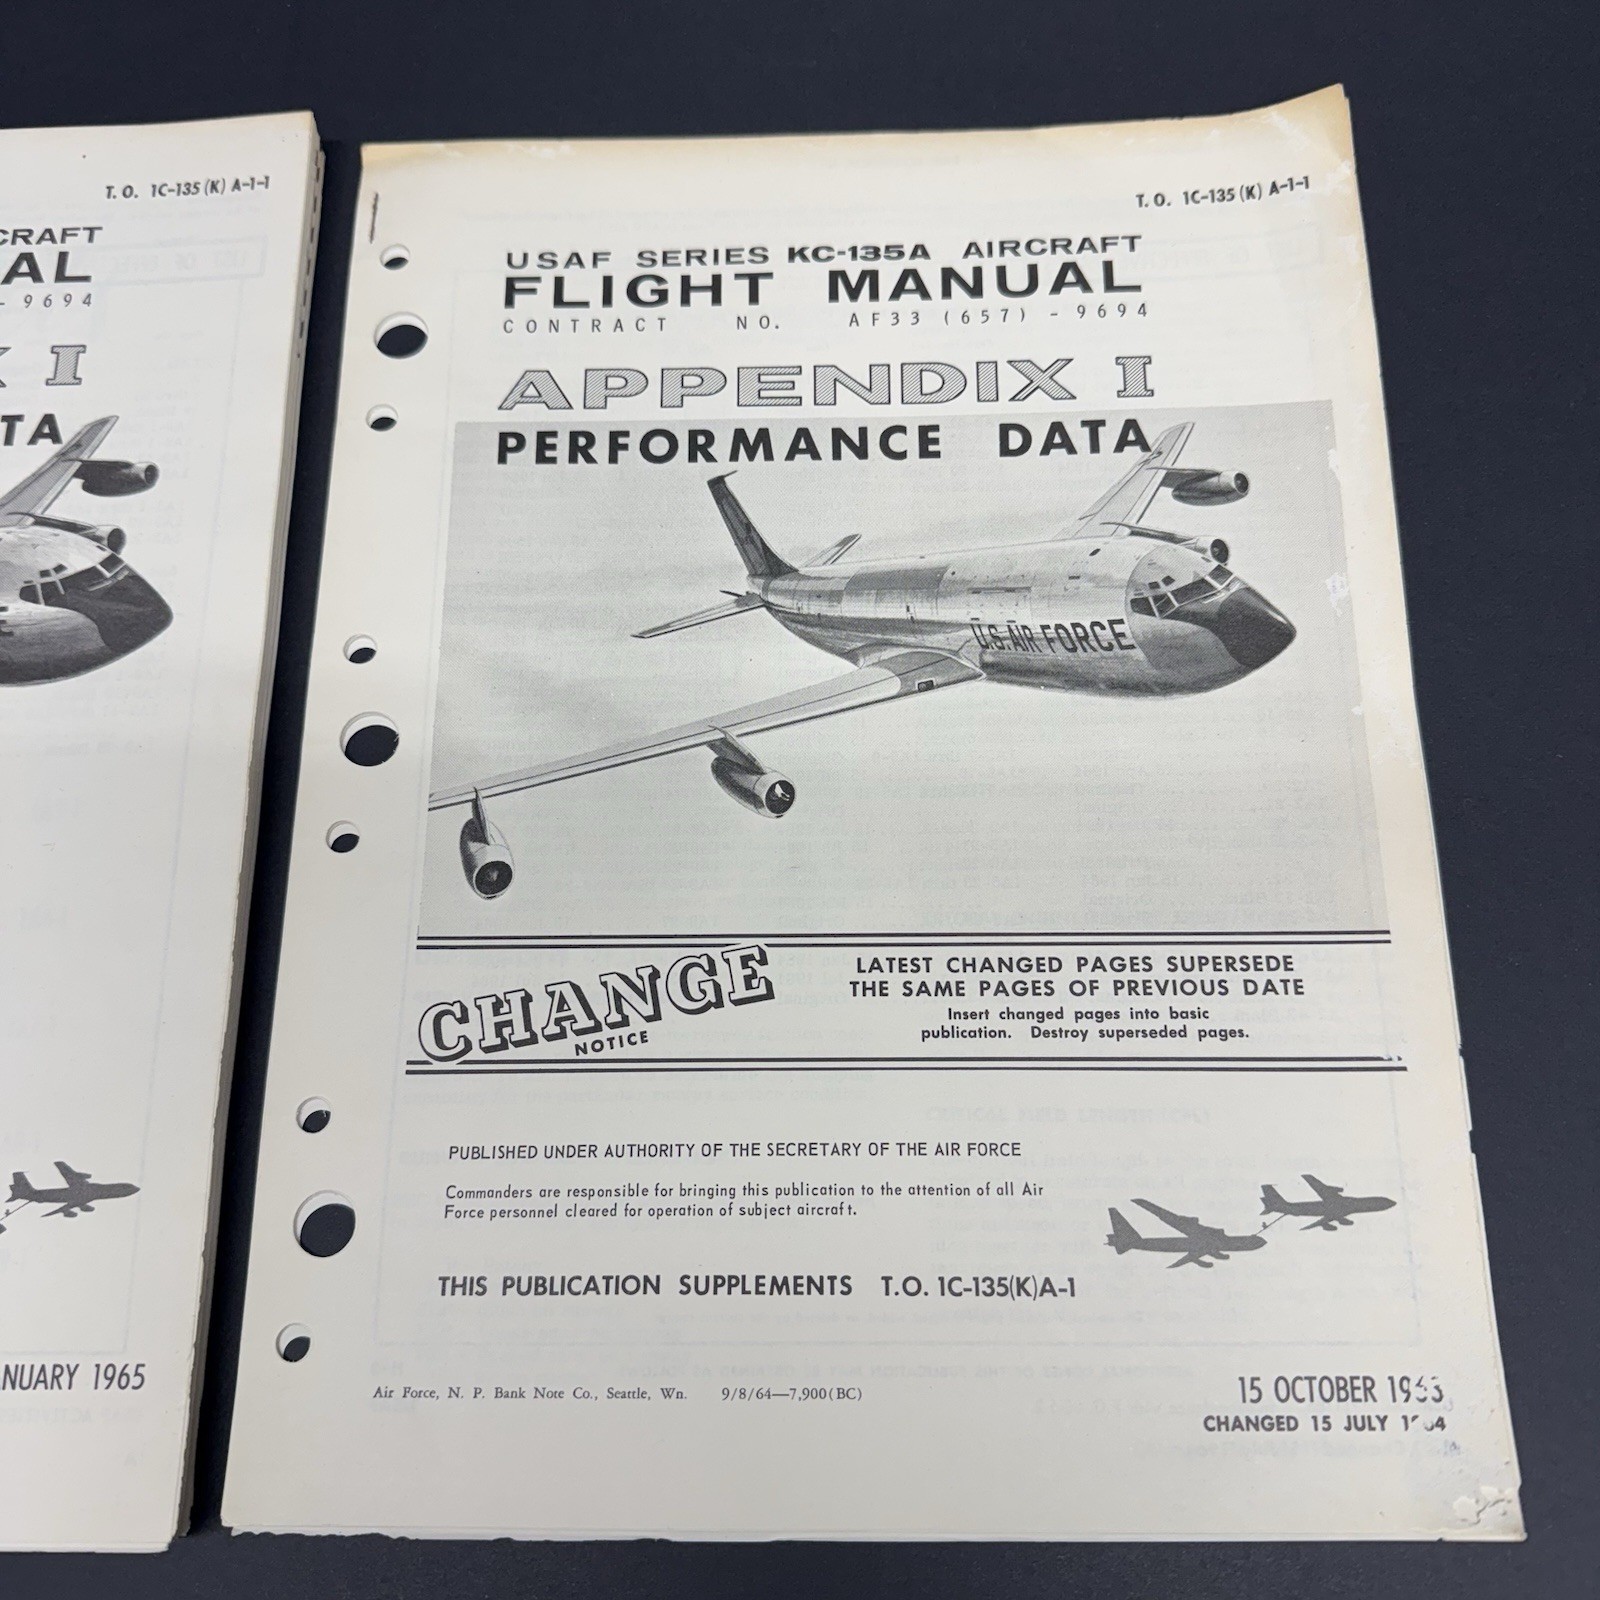 T. O. 1C-135 (K) A-1-1
CRAFT
AL
- 9694
X I
TA
NUARY 1965
T. O. 1C-135 (K) A-1-1
USAF SERIES KC-135A AIRCRAFT
FLIGHT MANUAL
CONTRACT NO. AF33 (657) - 9694
APPENDIX I
PERFORMANCE DATA
U.S. AIR FORCE
CHANGE
NOTICE
LATEST CHANGED PAGES SUPERSEDE
THE SAME PAGES OF PREVIOUS DATE
Insert changed pages into basic
publication. Destroy superseded pages.
PUBLISHED UNDER AUTHORITY OF THE SECRETARY OF THE AIR FORCE
Commanders are responsible for bringing this publication to the attention of all Air
Force personnel cleared for operation of subject aircraft.
THIS PUBLICATION SUPPLEMENTS T.O. 1C-135(K)A-1
Air Force, N. P. Bank Note Co., Seattle, Wn. 9/8/64—7,900(BC)
15 OCTOBER 1963
CHANGED 15 JULY 1964